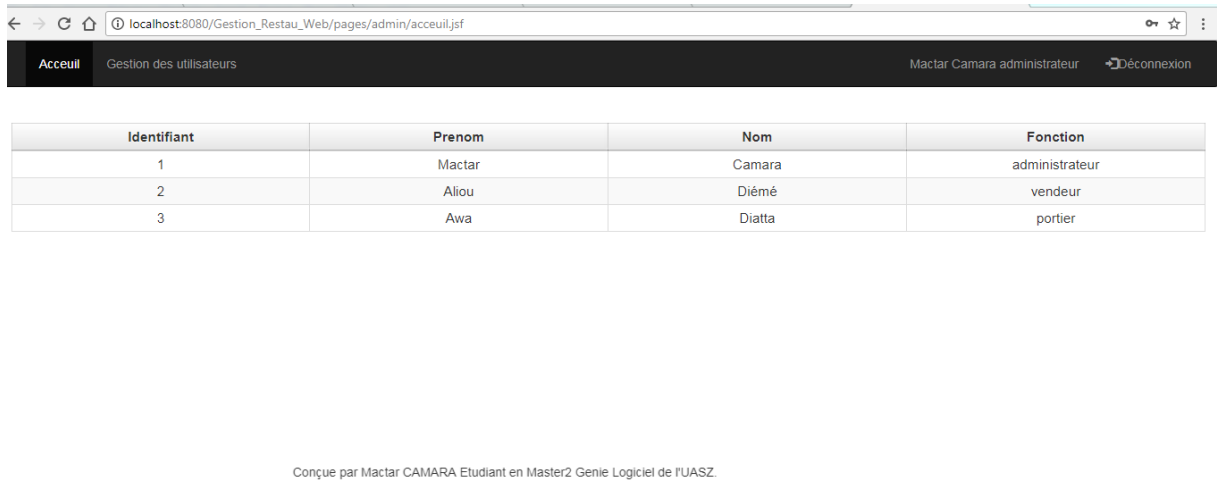 localhost:8080/Gestion_Restau_Web/pages/admin/acceuil.jsf
Acceuil Gestion des utilisateurs Mactar Camara administrateur Déconnexion
Identifiant Prenom Nom Fonction
1 Mactar Camara administrateur
2 Aliou Diémé vendeur
3 Awa Diatta portier
Conçue par Mactar CAMARA Etudiant en Master2 Genie Logiciel de l'UASZ.